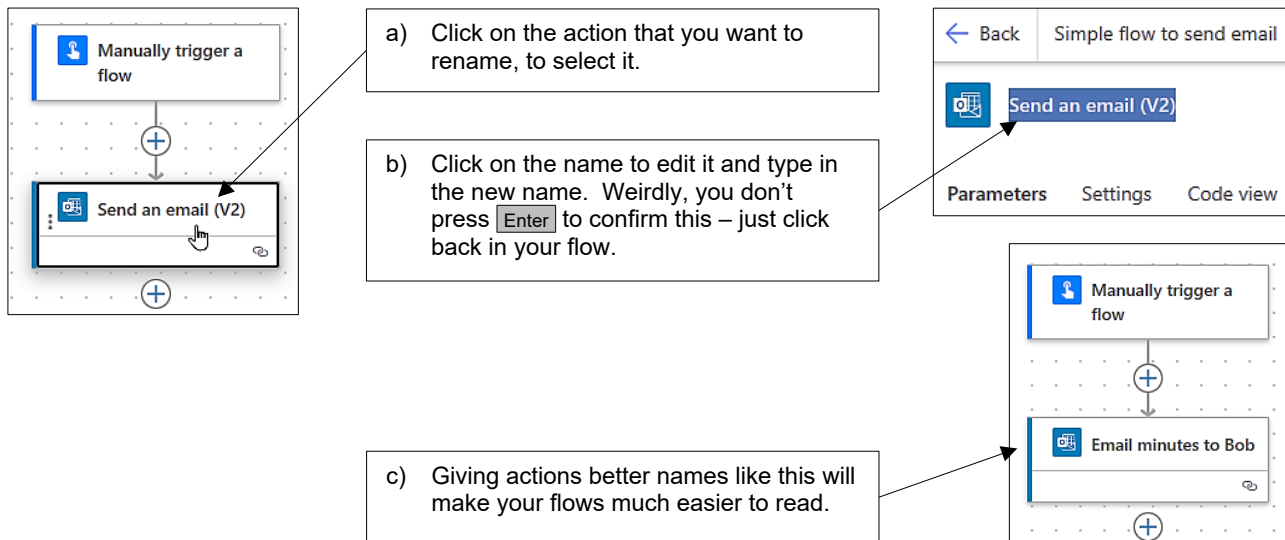 Manually trigger a
flow
Send an email (V2)
a) Click on the action that you want to
rename, to select it.
b) Click on the name to edit it and type in
the new name. Weirdly, you don’t
press Enter to confirm this – just click
back in your flow.
Back Simple flow to send email
Send an email (V2)
Parameters Settings Code view
c) Giving actions better names like this will
make your flows much easier to read.
Manually trigger a
flow
Email minutes to Bob